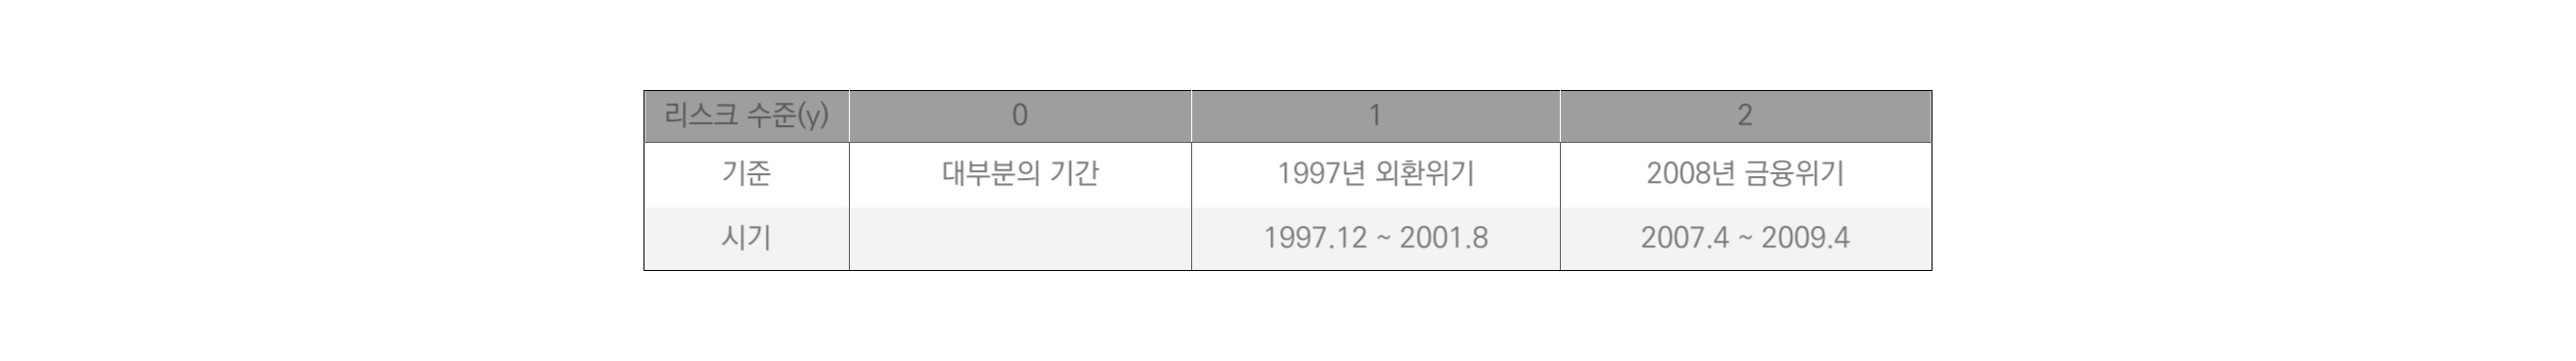 리스크 수준(y) 0 1 2
기준 대부분의 기간 1997년 외환위기 2008년 금융위기
시기 1997.12 ~ 2001.8 2007.4 ~ 2009.4